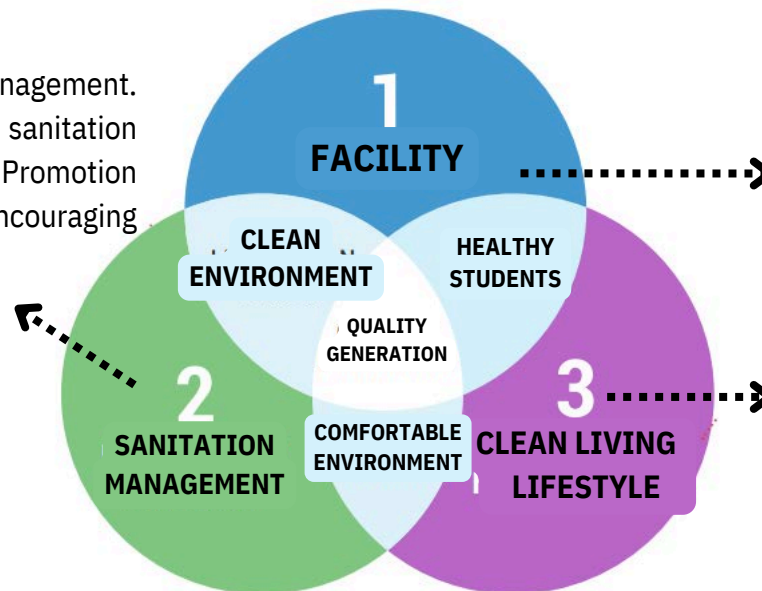 nagement.
sanitation
Promotion
ncouraging
1
FACILITY
CLEAN
ENVIRONMENT
HEALTHY
STUDENTS
QUALITY
GENERATION
2
SANITATION
MANAGEMENT
COMFORTABLE
ENVIRONMENT
3
CLEAN LIVING
LIFESTYLE